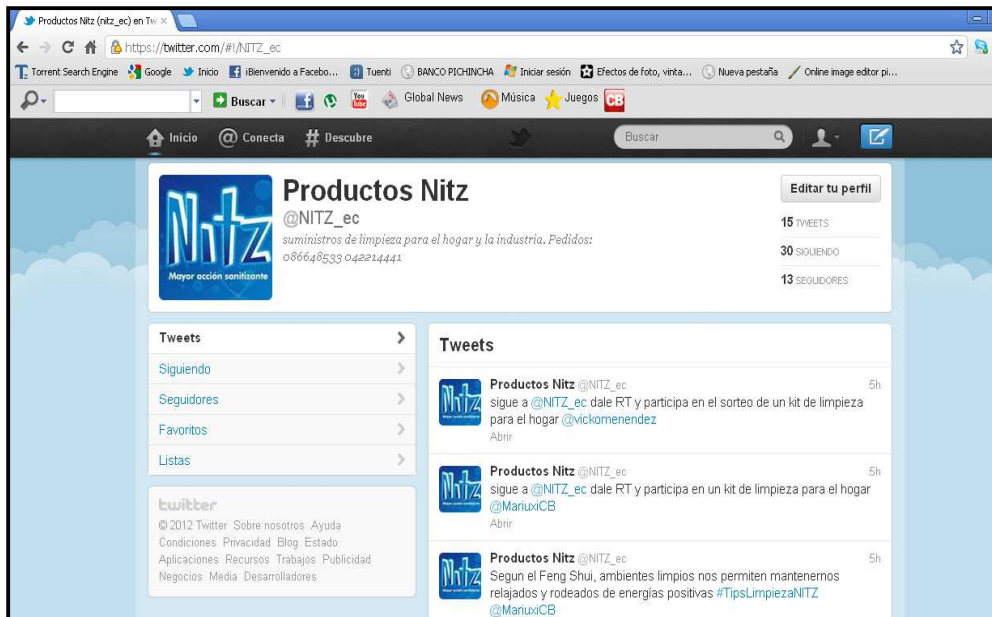 Productos Nitz (nitz_ec) en Tw
https://twitter.com/#!/NITZ_ec
Torrent Search Engine Google Inicio iBienvenido a Facebo... Tuenti BANCO PICHINCHA Iniciar sesión Efectos de foto, vinta... Nueva pestaña Online image editor pi...
Buscar You Tube Global News Música Juegos CB
Inicio @ Conecta # Descubre Buscar
Nitz
Mayor acción sanitizante
Productos Nitz
@NITZ_ec
suministros de limpieza para el hogar y la industria. Pedidos:
086648533 042214441
Editar tu perfil
15 TWEETS
30 SIGUIENDO
13 SEGUIDORES
Tweets
Siguiendo
Seguidores
Favoritos
Listas
twitter
© 2012 Twitter Sobre nosotros Ayuda
Condiciones Privacidad Blog Estado
Aplicaciones Recursos Trabajos Publicidad
Negocios Media Desarrolladores
Tweets
Nitz
Productos Nitz @NITZ_ec 5h
sigue a @NITZ_ec dale RT y participa en el sorteo de un kit de limpieza
para el hogar @vickomenendez
Abrir
Nitz
Productos Nitz @NITZ_ec 5h
sigue a @NITZ_ec dale RT y participa en un kit de limpieza para el hogar
@MariuxiCB
Abrir
Nitz
Productos Nitz @NITZ_ec 5h
Segun el Feng Shui, ambientes limpios nos permiten mantenernos
relajados y rodeados de energías positivas #TipsLimpiezaNITZ
@MariuxiCB